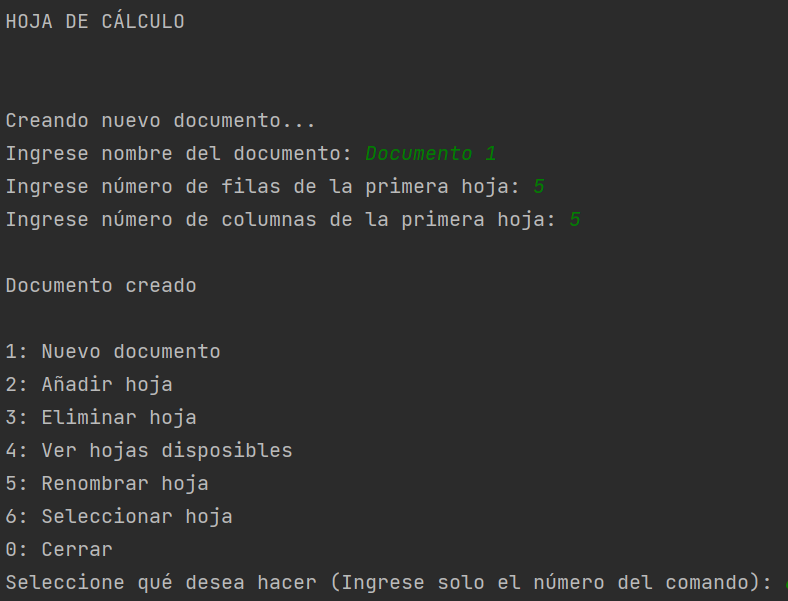 HOJA DE CÁLCULO
Creando nuevo documento...
Ingrese nombre del documento: Documento 1
Ingrese número de filas de la primera hoja: 5
Ingrese número de columnas de la primera hoja: 5
Documento creado
1: Nuevo documento
2: Añadir hoja
3: Eliminar hoja
4: Ver hojas disponibles
5: Renombrar hoja
6: Seleccionar hoja
0: Cerrar
Seleccione qué desea hacer (Ingrese solo el número del comando):